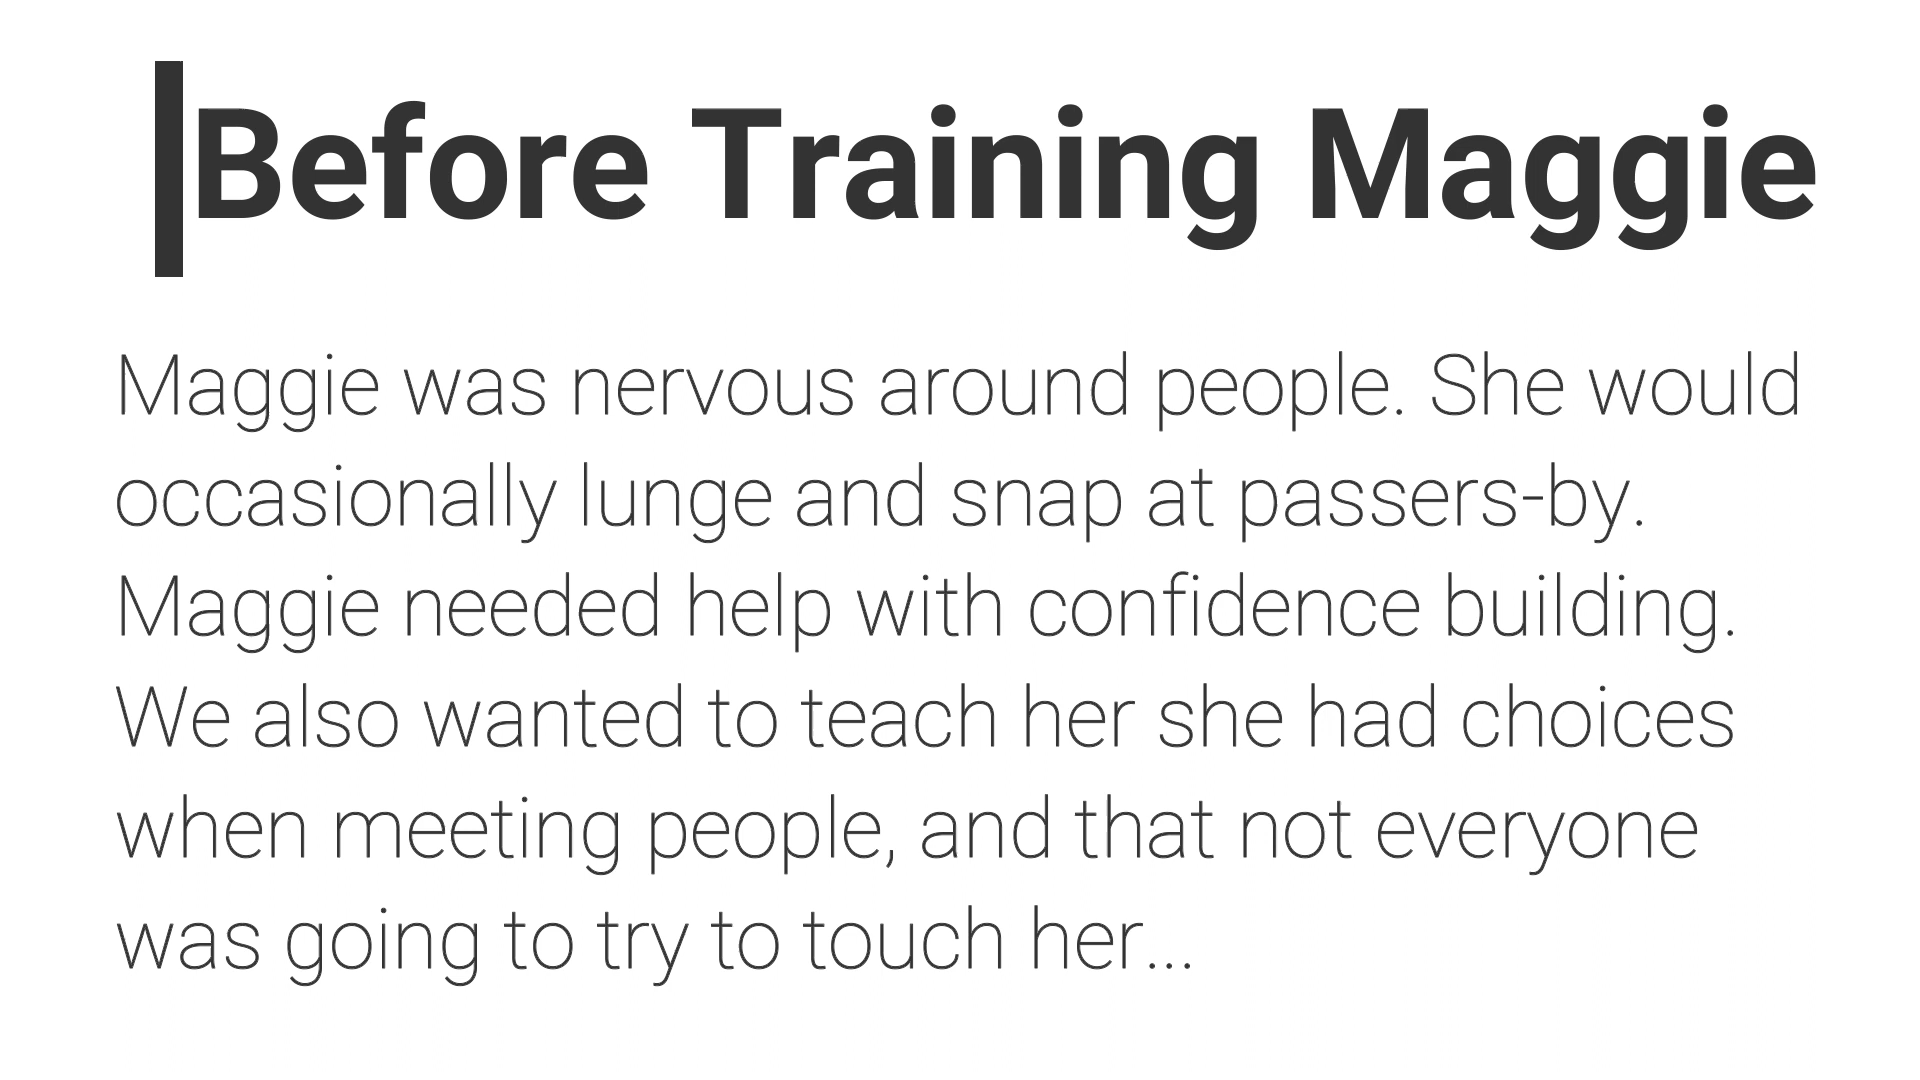 Before Training Maggie
Maggie was nervous around people. She would
occasionally lunge and snap at passers-by.
Maggie needed help with confidence building.
We also wanted to teach her she had choices
when meeting people, and that not everyone
was going to try to touch her...